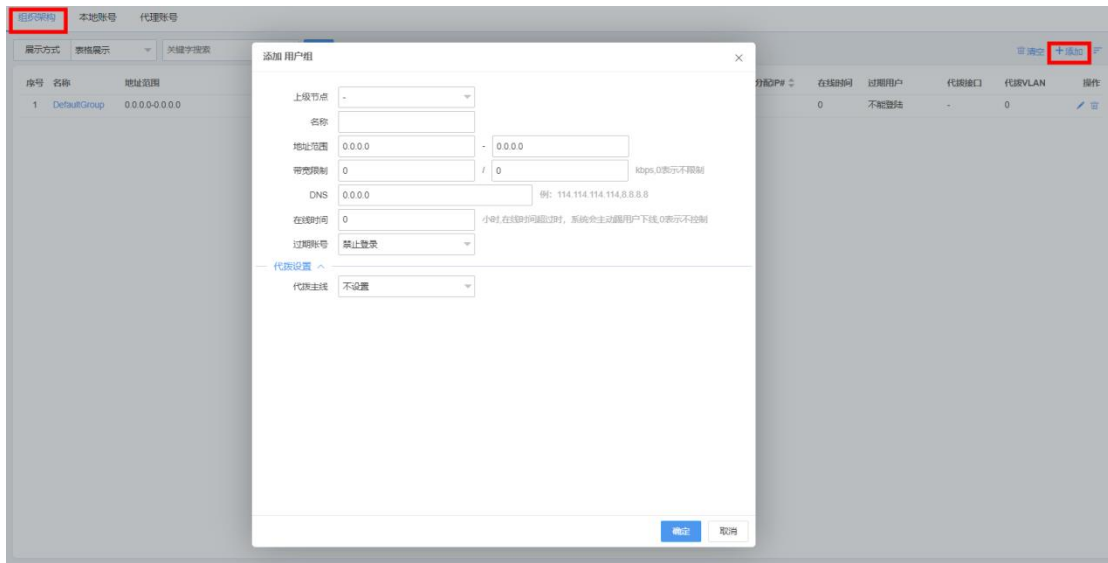 组织架构 本地账号 代理账号
展示方式 表格展示 关键字搜索 清空 添加
添加 用户组
序号 名称 地址范围 分配IP# 在线时间 过期用户 代拨接口 代拨VLAN 操作
1 DefaultGroup 0.0.0.0-0.0.0.0 0 不能登陆 - 0
上级节点 -
名称
地址范围 0.0.0.0 - 0.0.0.0
带宽限制 0 / 0 kbps,0表示不限制
DNS 0.0.0.0 例：114.114.114.114,8.8.8.8
在线时间 0 小时,在线时间超过时，系统会主动踢用户下线,0表示不控制
过期账号 禁止登录
代拨设置
代拨主线 不设置
确定 取消